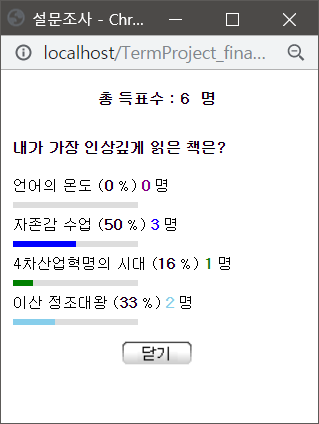 설문조사 - Chr...
localhost/TermProject_fina...
총 득표수 : 6 명
내가 가장 인상깊게 읽은 책은?
언어의 온도 (0 %) 0 명
자존감 수업 (50 %) 3 명
4차산업혁명의 시대 (16 %) 1 명
이산 정조대왕 (33 %) 2 명
닫기